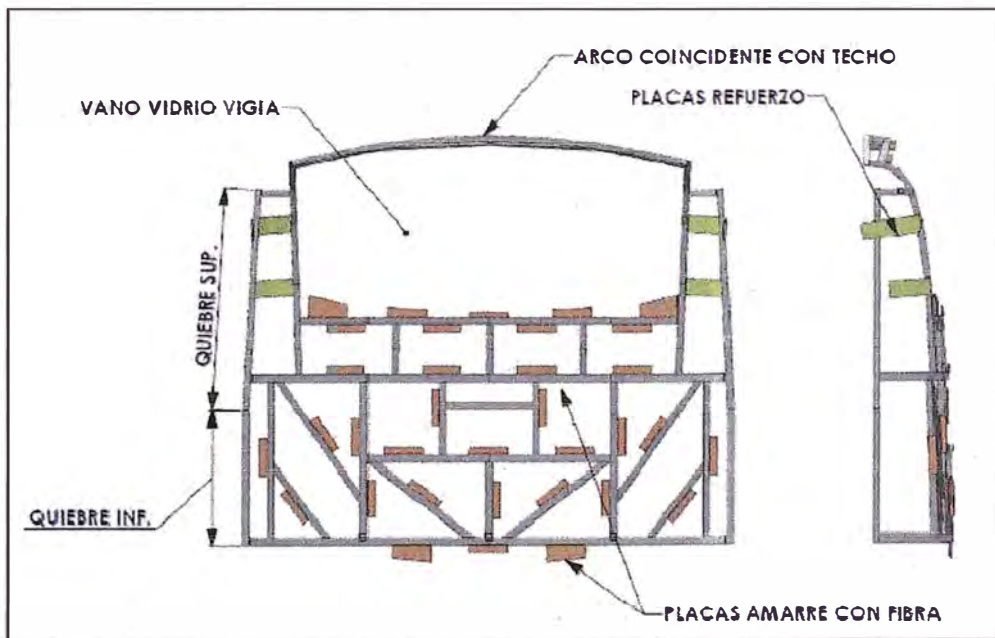 ARCO COINCIDENTE CON TECHO
PLACAS REFUERZO
VANO VIDRIO VIGIA
QUIEBRE SUP.
QUIEBRE INF.
PLACAS AMARRE CON FIBRA